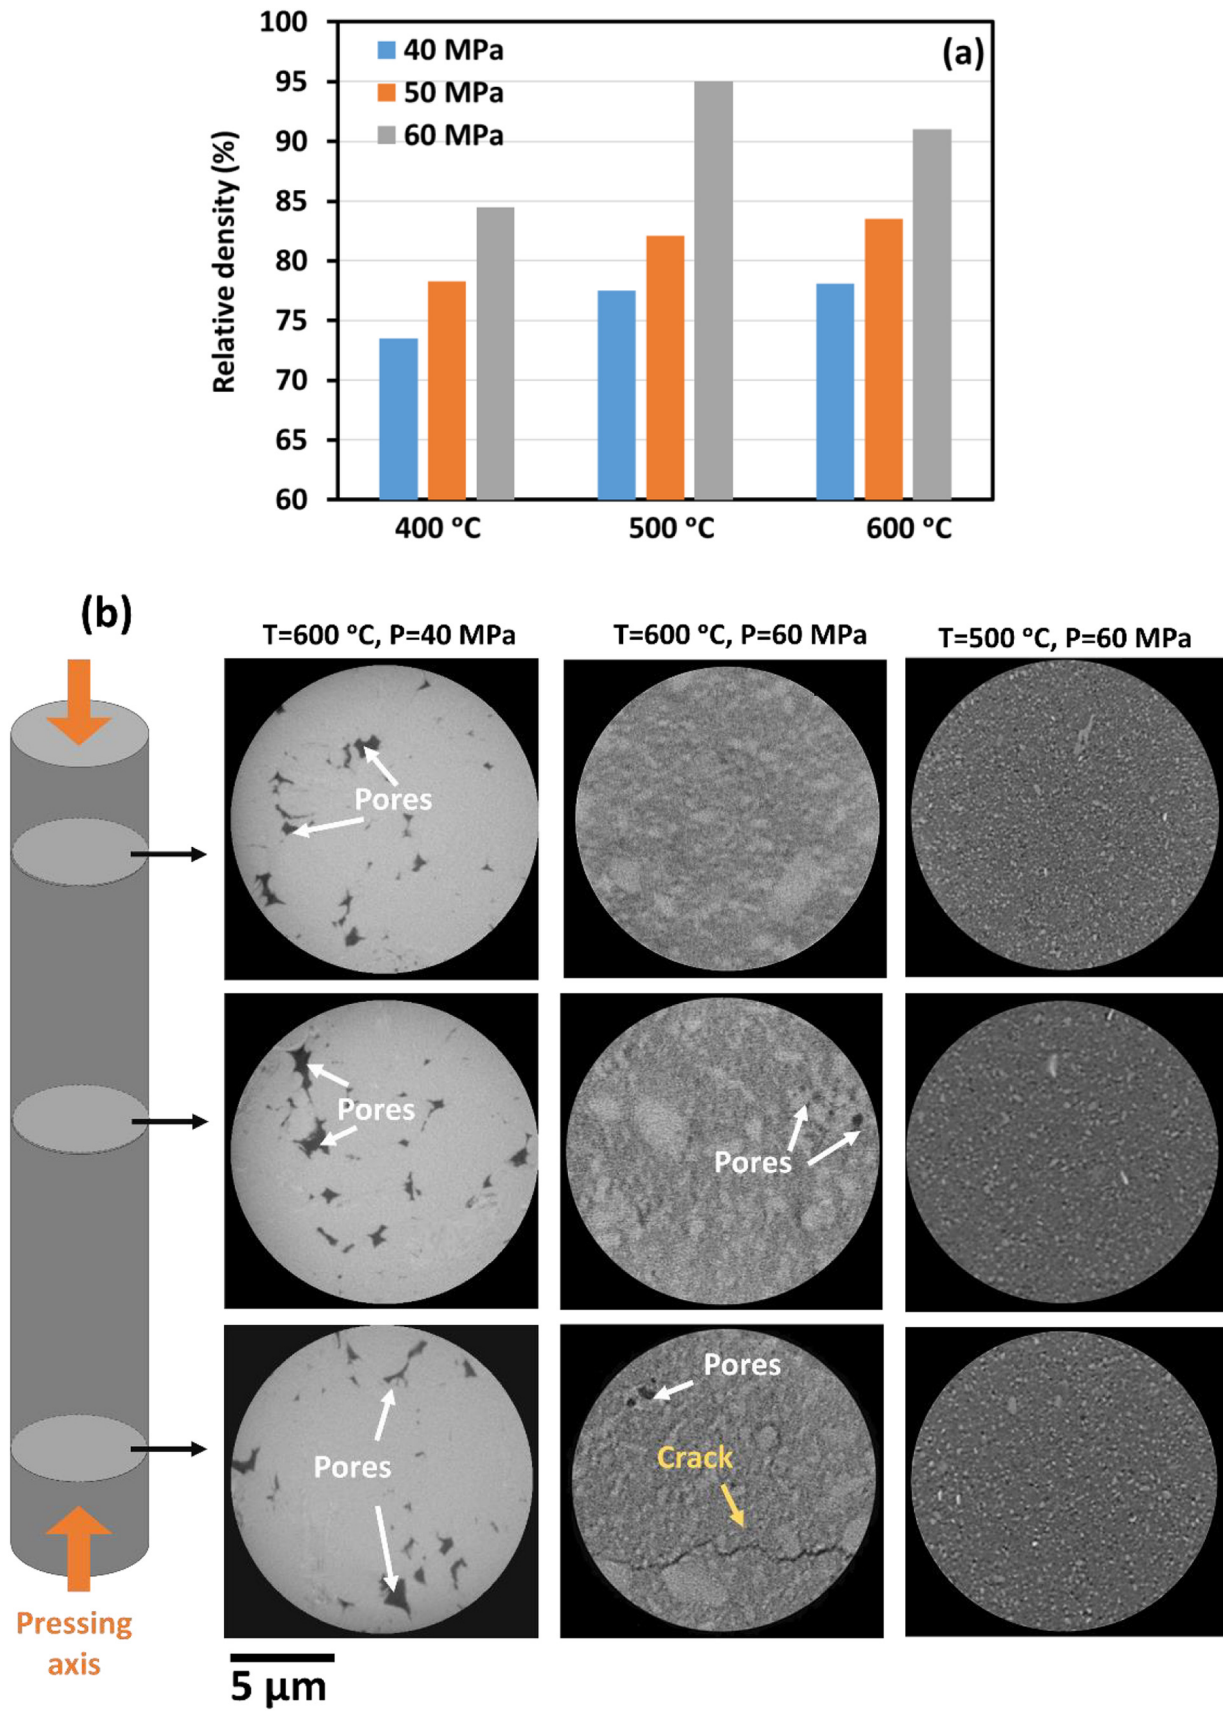 (a)
100
95
90
85
80
75
70
65
60
Relative density (%)
40 MPa
50 MPa
60 MPa
400 °C
500 °C
600 °C
(b)
T=600 °C, P=40 MPa
T=600 °C, P=60 MPa
T=500 °C, P=60 MPa
Pores
Pores
Pores
Pores
Pores
Crack
Pressing
axis
5 μm